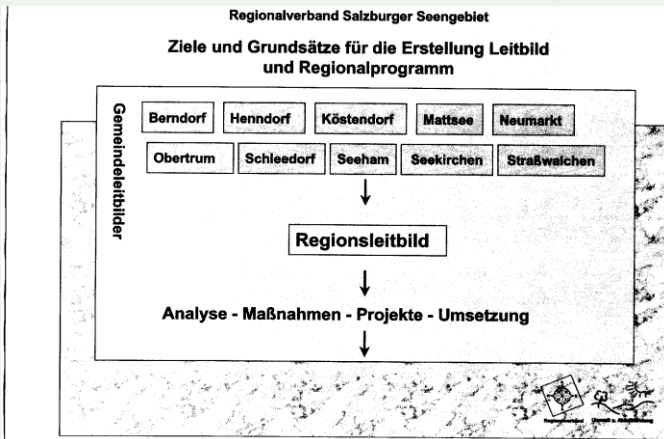 Regionalverband Salzburger Seengebiet
Ziele und Grundsätze für die Erstellung Leitbild
und Regionalprogramm
Gemeindeleitbilder
Berndorf Henndorf Köstendorf Mattsee Neumarkt
Obertrum Schleedorf Seeham Seekirchen Straßwalchen
Regionsleitbild
Analyse - Maßnahmen - Projekte - Umsetzung